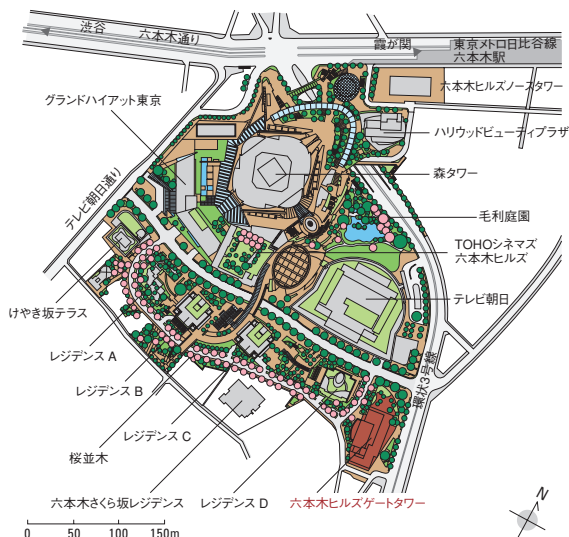 渋谷
六本木通り
霞が関
東京メトロ日比谷線
六本木駅
グランドハイアット東京
六本木ヒルズノースタワー
ハリウッドビューティプラザ
森タワー
テレビ朝日通り
毛利庭園
TOHOシネマズ
六本木ヒルズ
テレビ朝日
けやき坂テラス
レジデンス A
レジデンス B
環状3号線
レジデンス C
桜並木
六本木さくら坂レジデンス
レジデンス D
六本木ヒルズゲートタワー
N
0 50 100 150m